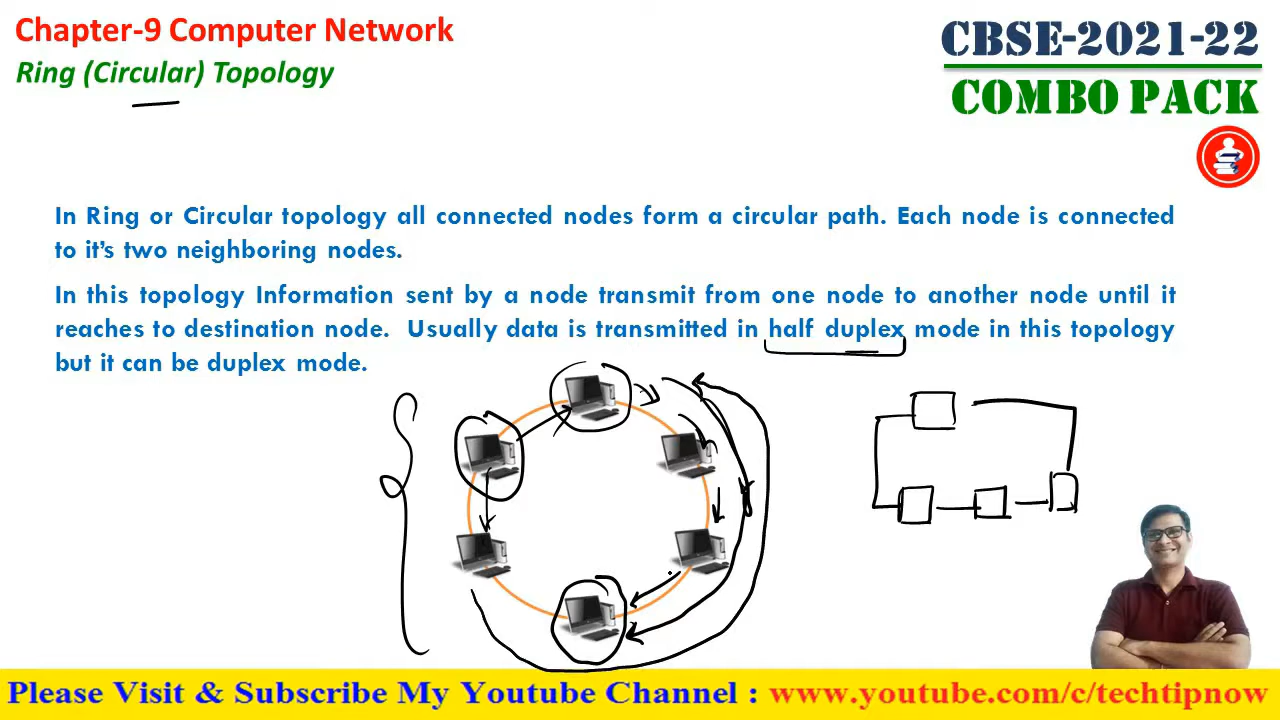 Chapter-9 Computer Network
Ring (Circular) Topology
CBSE-2021-22
COMBO PACK
In Ring or Circular topology all connected nodes form a circular path. Each node is connected
to it's two neighboring nodes.
In this topology Information sent by a node transmit from one node to another node until it
reaches to destination node. Usually data is transmitted in half duplex mode in this topology
but it can be duplex mode.
Please Visit & Subscribe My Youtube Channel : www.youtube.com/c/techtipnow